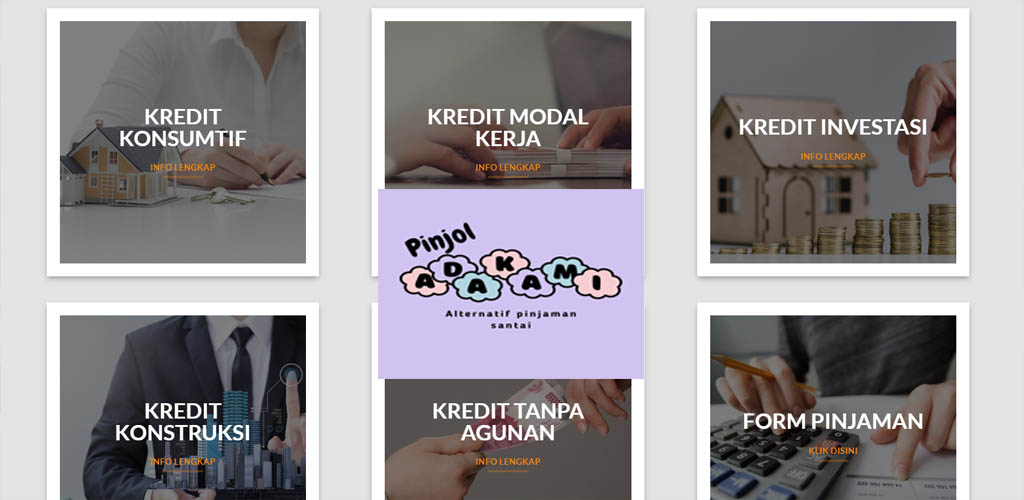 KREDIT
KONSUMTIF
INFO LENGKAP
KREDIT MODAL
KERJA
INFO LENGKAP
KREDIT INVESTASI
INFO LENGKAP
Pinjol
ADAKAMI
Alternatif pinjaman
santai
KREDIT
KONSTRUKSI
INFO LENGKAP
KREDIT TANPA
AGUNAN
INFO LENGKAP
FORM PINJAMAN
KLIK DISINI